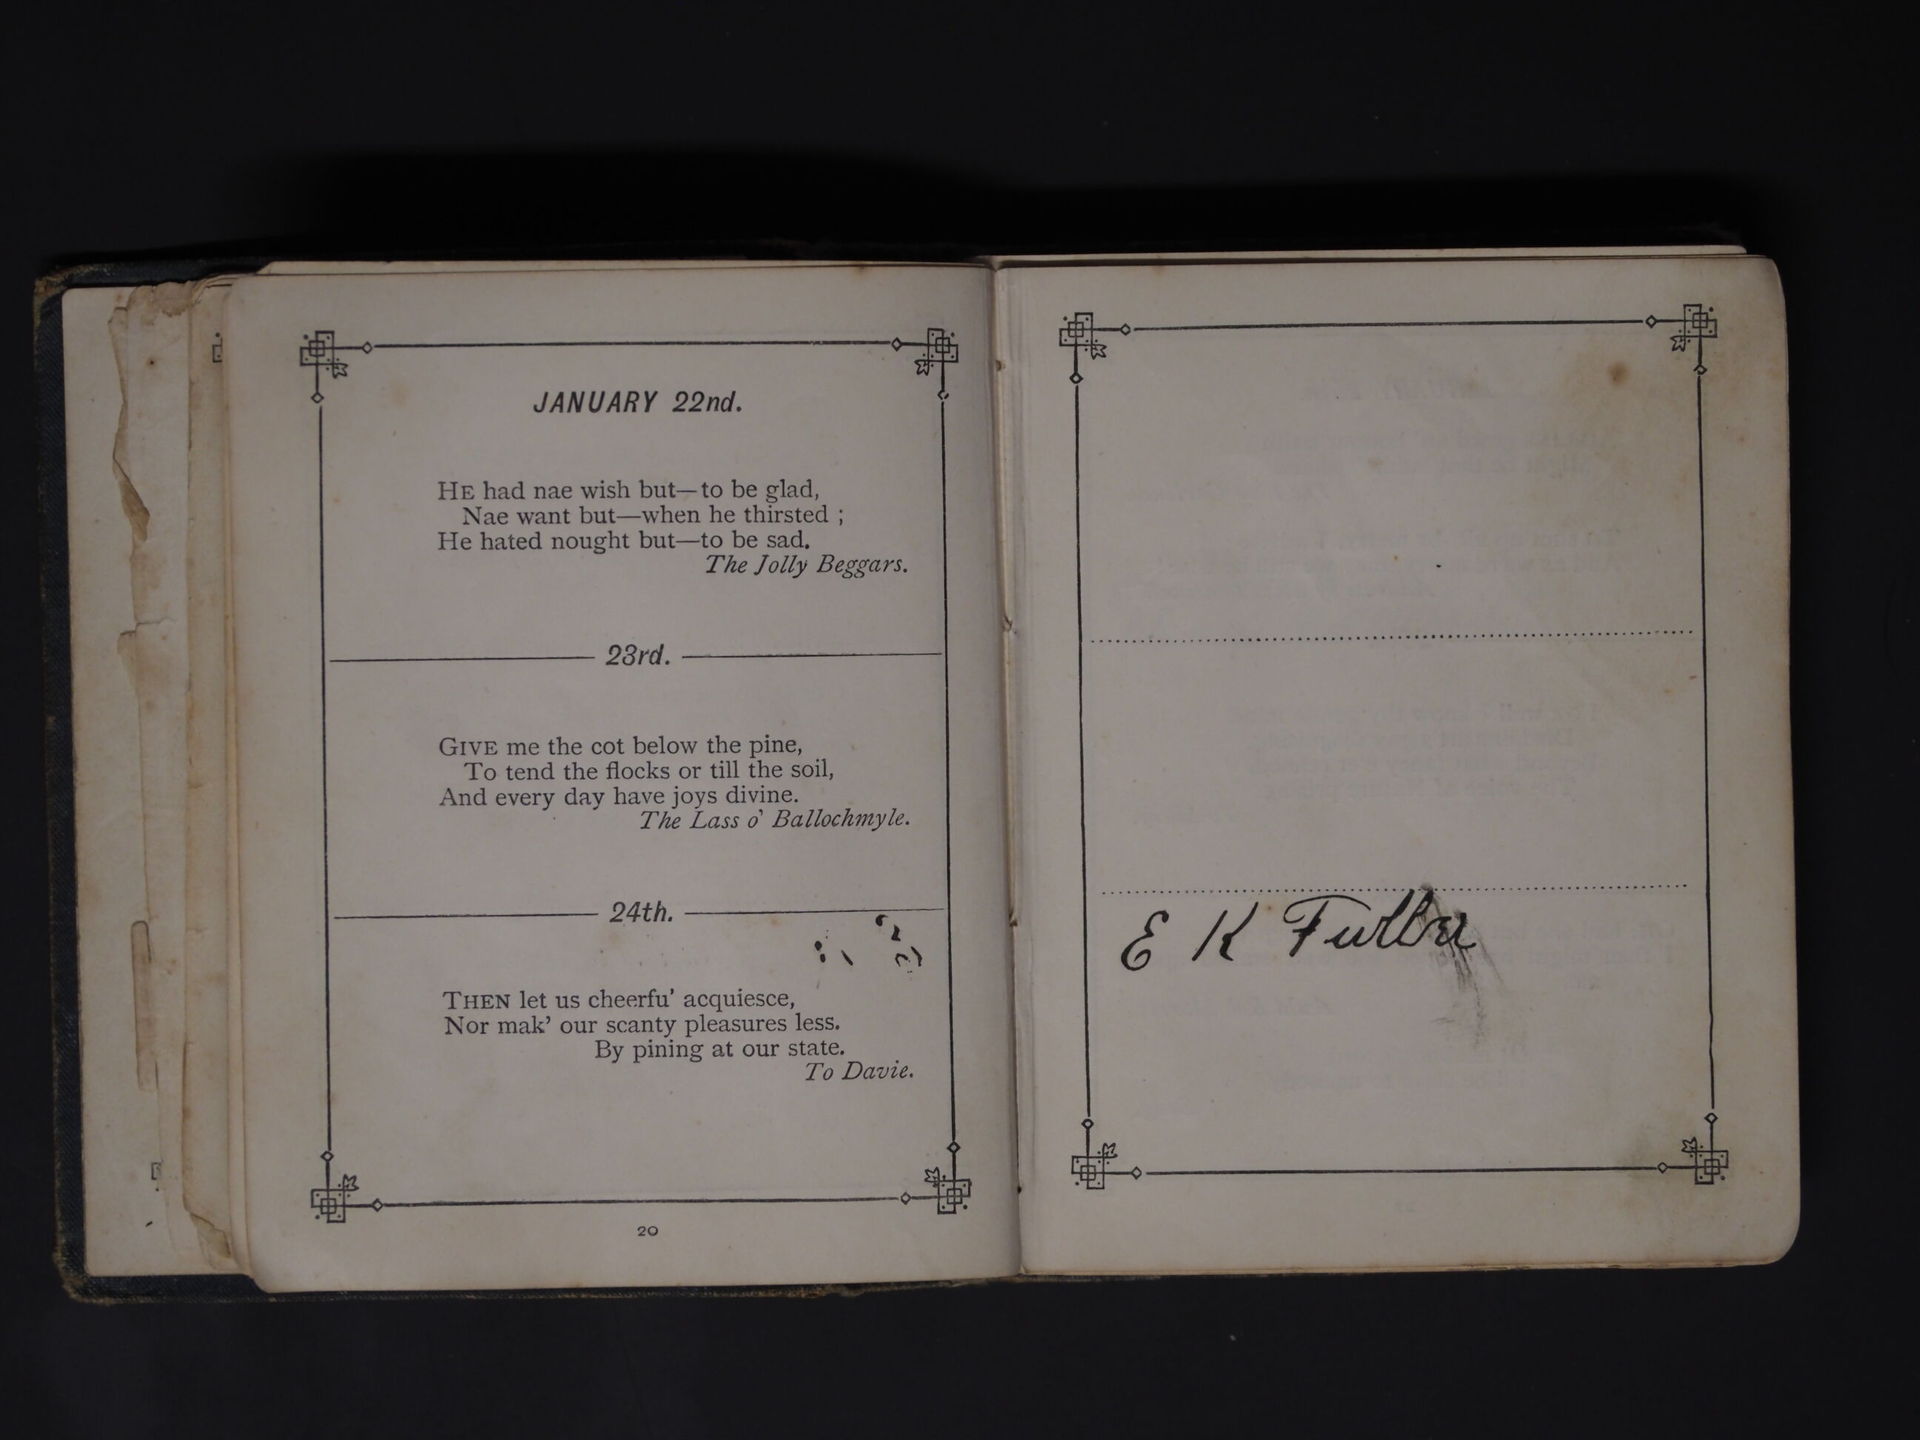 JANUARY 22nd.
HE had nae wish but—to be glad,
Nae want but—when he thirsted ;
He hated nought but—to be sad.
The Jolly Beggars.
23rd.
GIVE me the cot below the pine,
To tend the flocks or till the soil,
And every day have joys divine.
The Lass o' Ballochmyle.
24th.
THEN let us cheerfu' acquiesce,
Nor mak' our scanty pleasures less.
By pining at our state.
To Davie.
20
E K Fuller